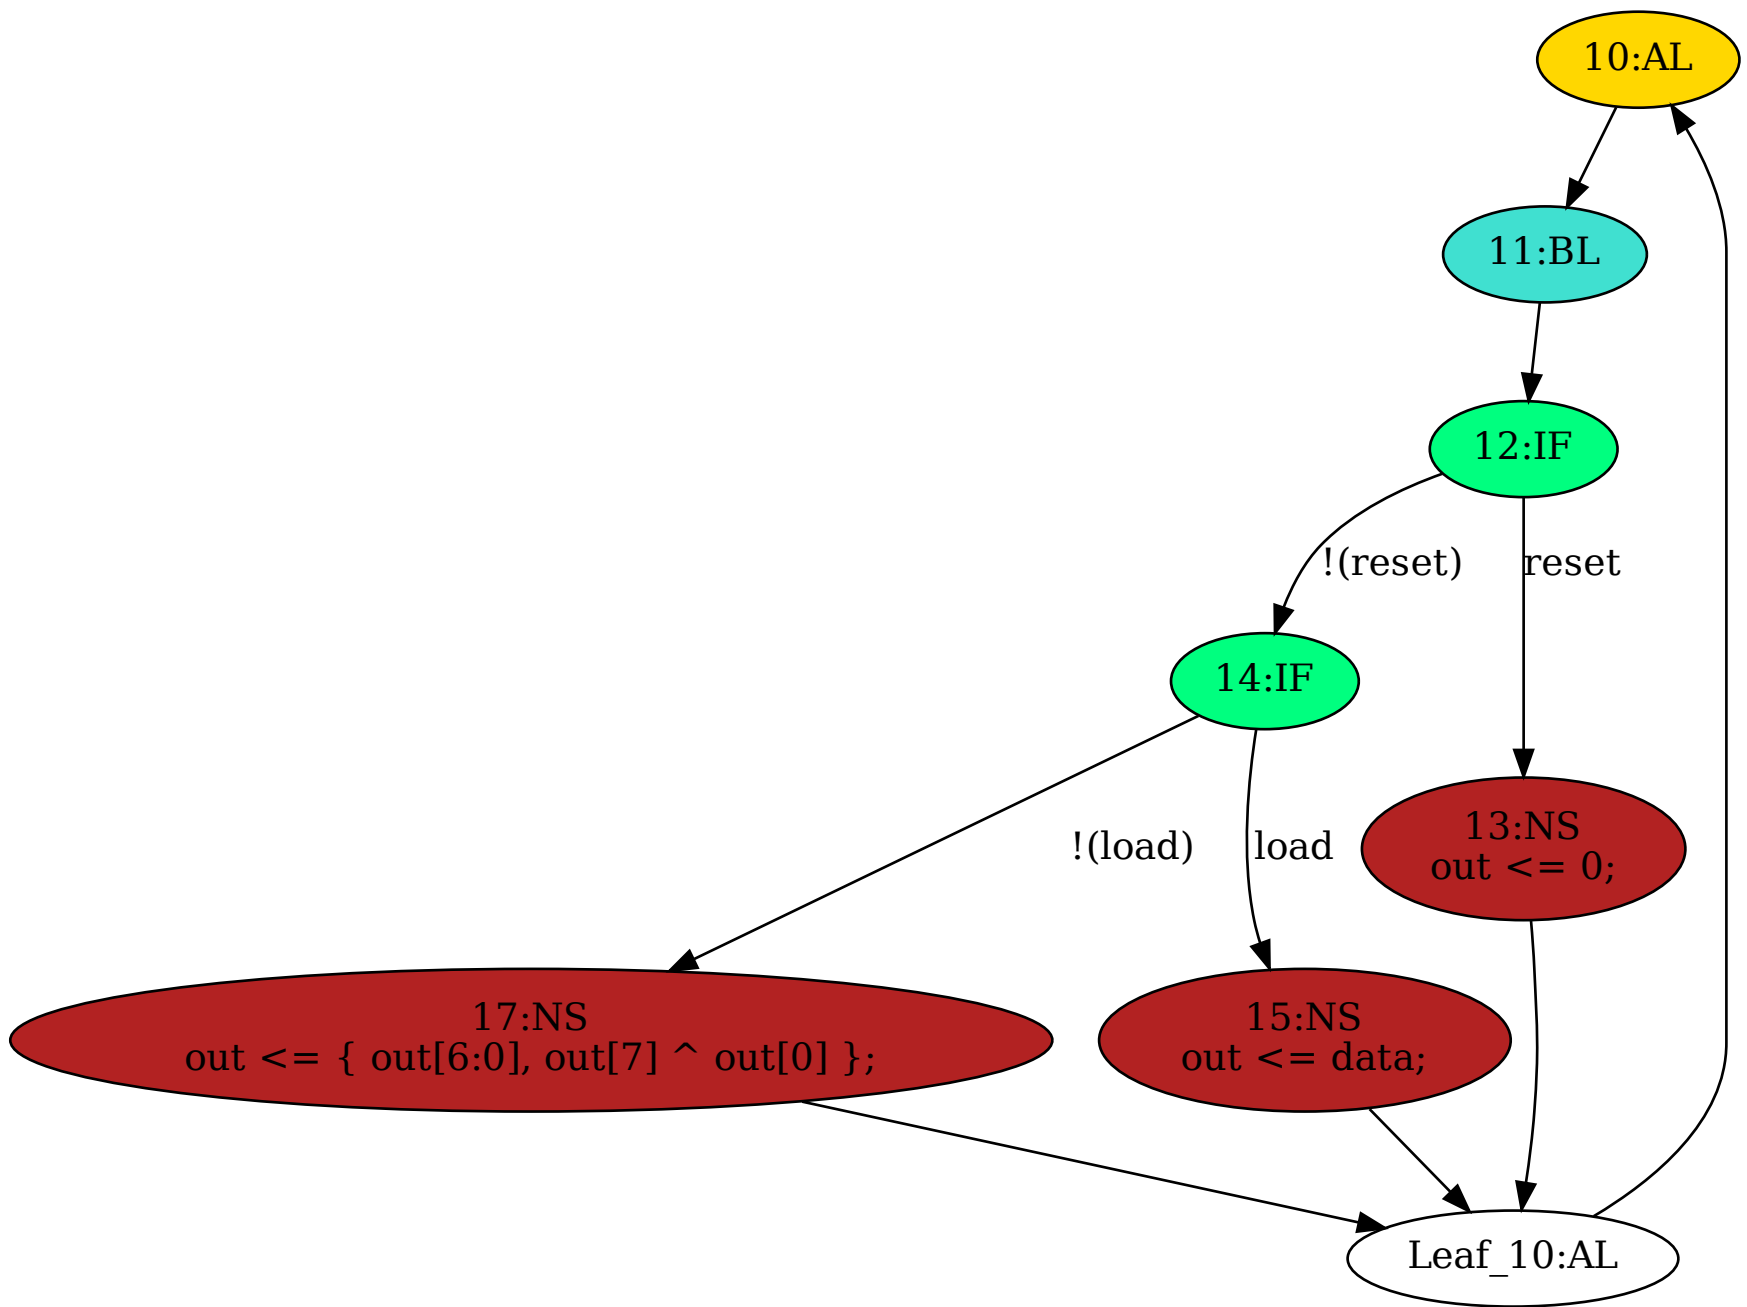 10:AL
11:BL
12:IF
!(reset)
reset
14:IF
13:NS
out <= 0;
!(load)
load
17:NS
out <= { out[6:0], out[7] ^ out[0] };
15:NS
out <= data;
Leaf_10:AL